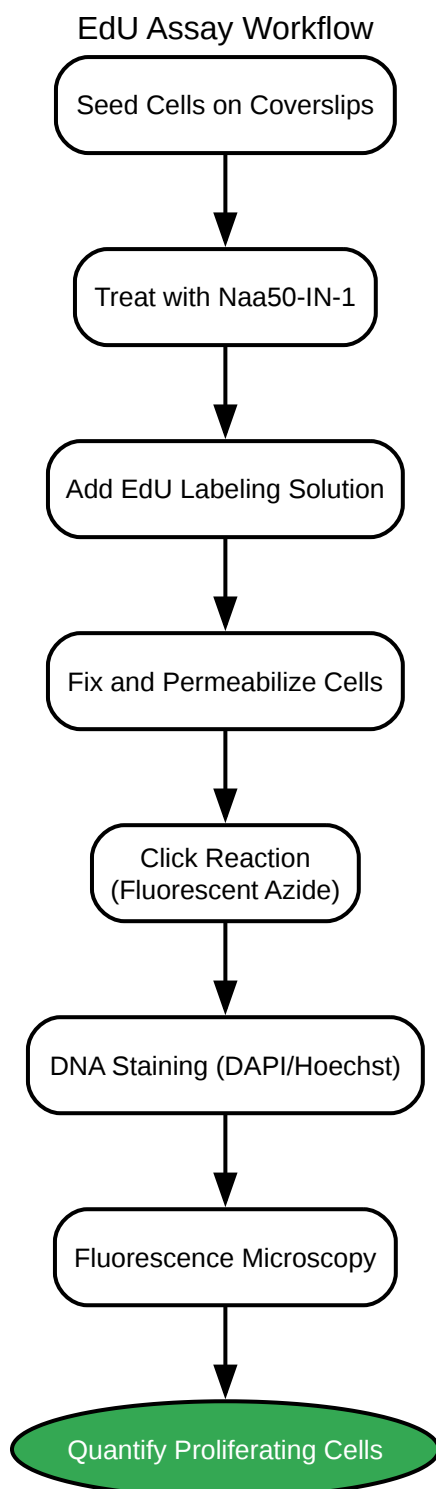 EdU Assay Workflow
Seed Cells on Coverslips
Treat with Naa50-IN-1
Add EdU Labeling Solution
Fix and Permeabilize Cells
Click Reaction
(Fluorescent Azide)
DNA Staining (DAPI/Hoechst)
Fluorescence Microscopy
Quantify Proliferating Cells